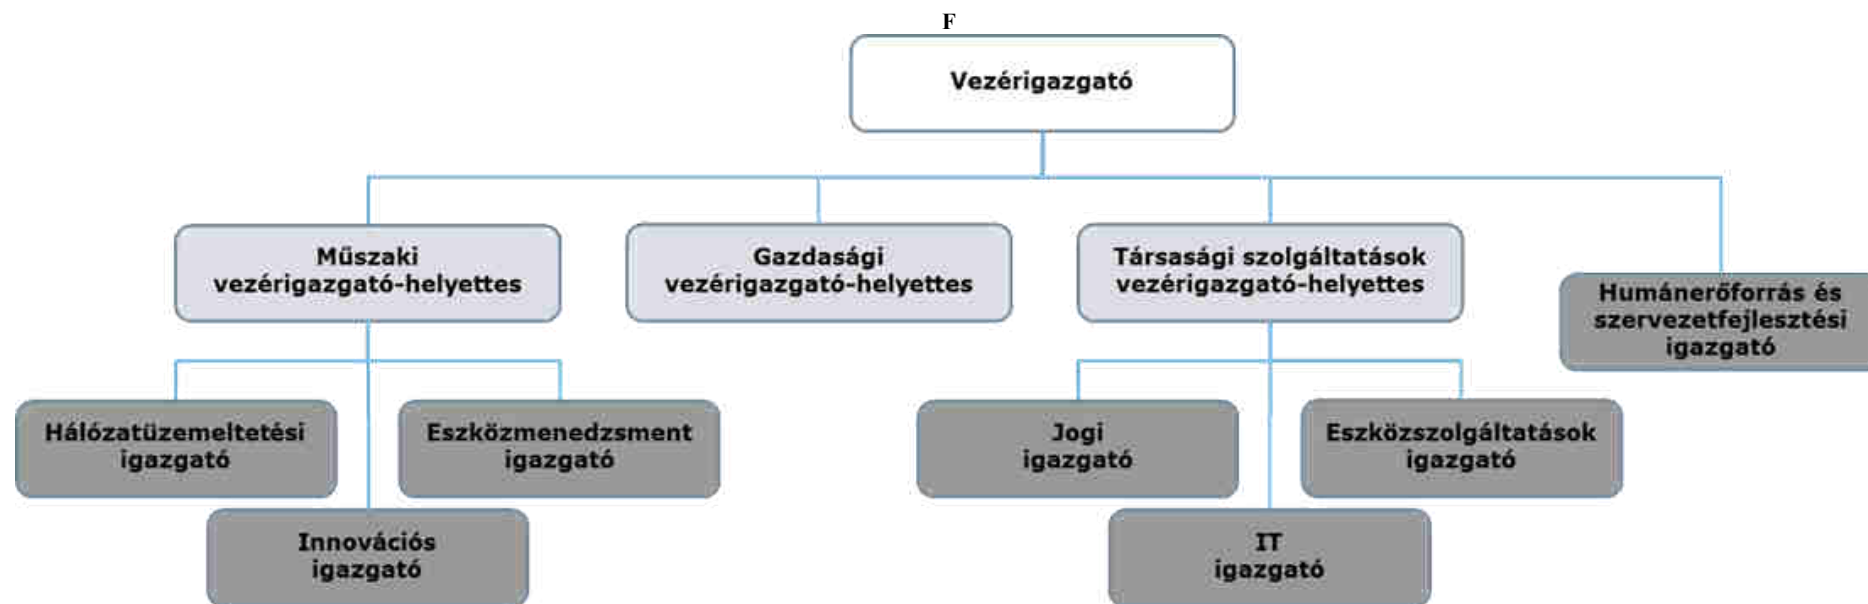 F
Vezérigazgató
Műszaki
vezérigazgató-helyettes
Gazdasági
vezérigazgató-helyettes
Társasági szolgáltatások
vezérigazgató-helyettes
Humánerőforrás és
szervezetfejlesztési
igazgató
Hálózatüzemeltetési
igazgató
Eszközmenedzsment
igazgató
Jogi
igazgató
Eszközszolgáltatások
igazgató
Innovációs
igazgató
IT
igazgató